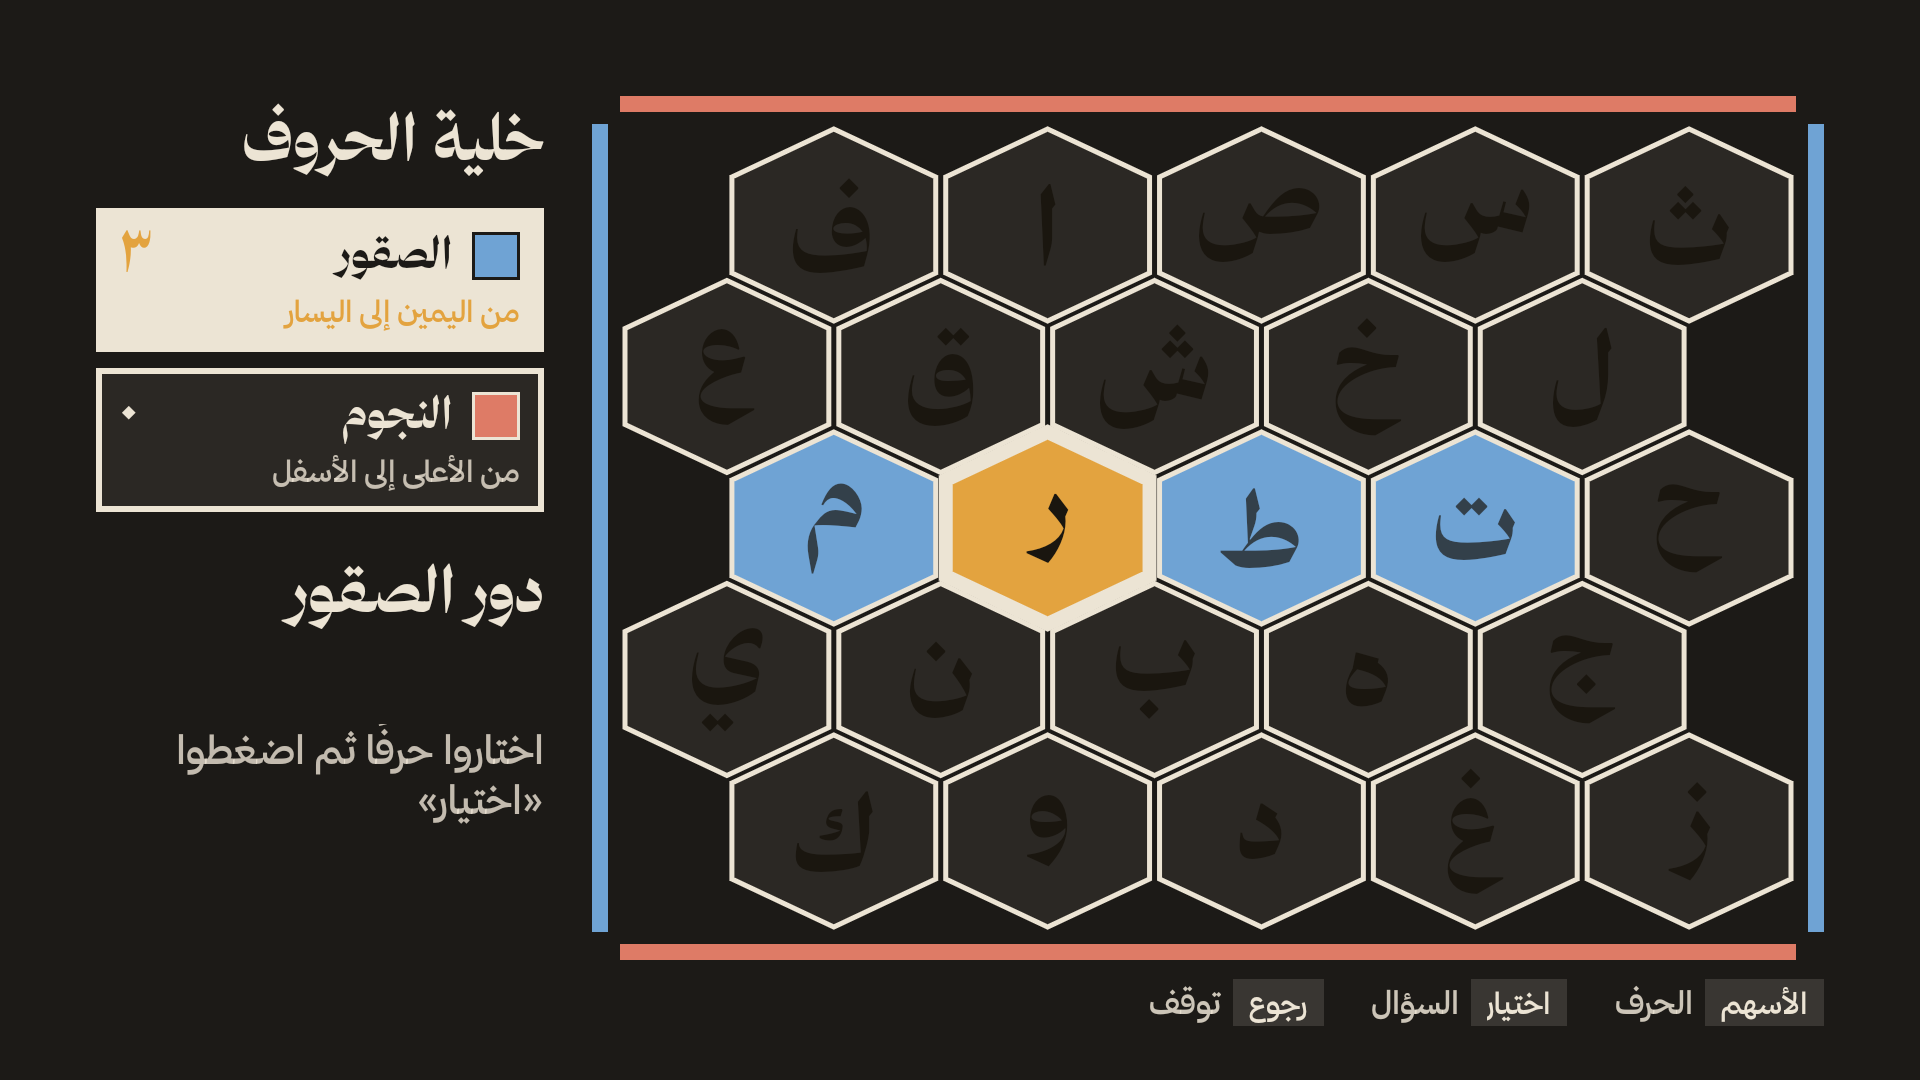 خلية الحروف
الصقور ٣
من اليمين إلى اليسار
النجوم ٠
من الأعلى إلى الأسفل
دور الصقور
اختاروا حرفًا ثم اضغطوا
«اختيار»
ث س ص ا ف
ل خ ش ق ع
ح ت ط ر م
ج ه ب ن ي
ز غ د و ك
الأسهم الحرف اختيار السؤال رجوع توقف